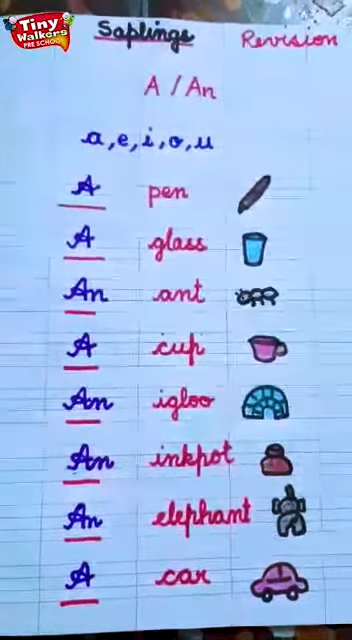 Tiny
Walkers
PRE SCHOOL
Saplings Revision
A / An
a, e, i, o, u
A pen
A glass
An ant
A cup
An igloo
An inkpot
An elephant
A car